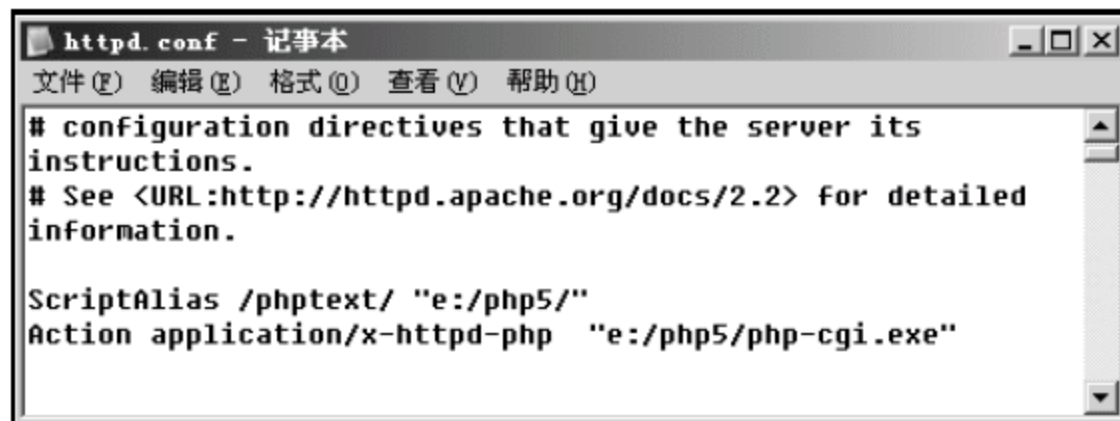 httpd.conf - 记事本
文件(F) 编辑(E) 格式(O) 查看(V) 帮助(H)
# configuration directives that give the server its
instructions.
# See <URL:http://httpd.apache.org/docs/2.2> for detailed
information.
ScriptAlias /phptext/ "e:/php5/"
Action application/x-httpd-php  "e:/php5/php-cgi.exe"